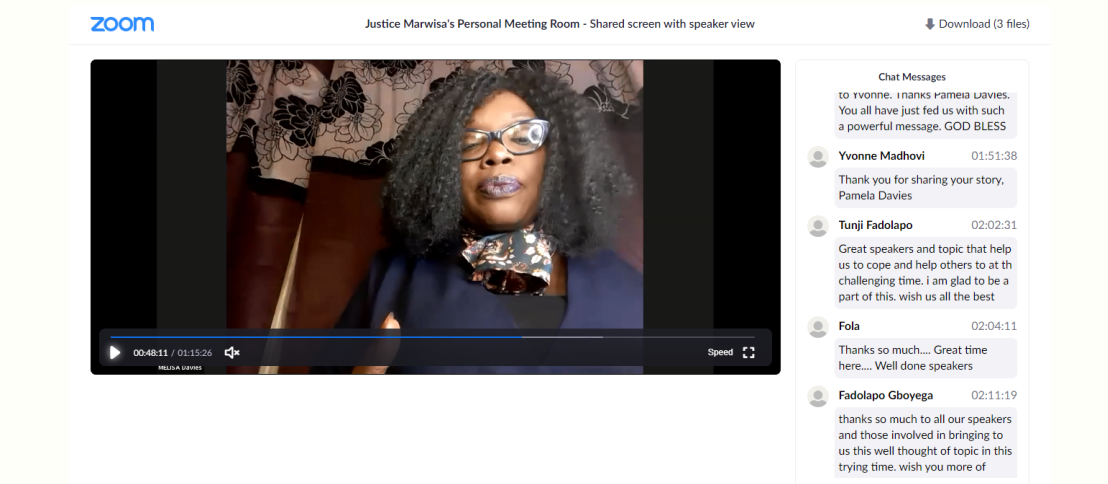 zoom
Justice Marwisa's Personal Meeting Room - Shared screen with speaker view
Download (3 files)
MELISA Davies
00:48:11 / 01:15:26
Speed
Chat Messages
to Yvonne. Thanks Pamela Davies.
You all have just fed us with such
a powerful message. GOD BLESS
Yvonne Madhovi 01:51:38
Thank you for sharing your story,
Pamela Davies
Tunji Fadolapo 02:02:31
Great speakers and topic that help
us to cope and help others to at th
challenging time. i am glad to be a
part of this. wish us all the best
Fola 02:04:11
Thanks so much.... Great time
here.... Well done speakers
Fadolapo Gboyega 02:11:19
thanks so much to all our speakers
and those involved in bringing to
us this well thought of topic in this
trying time. wish you more of